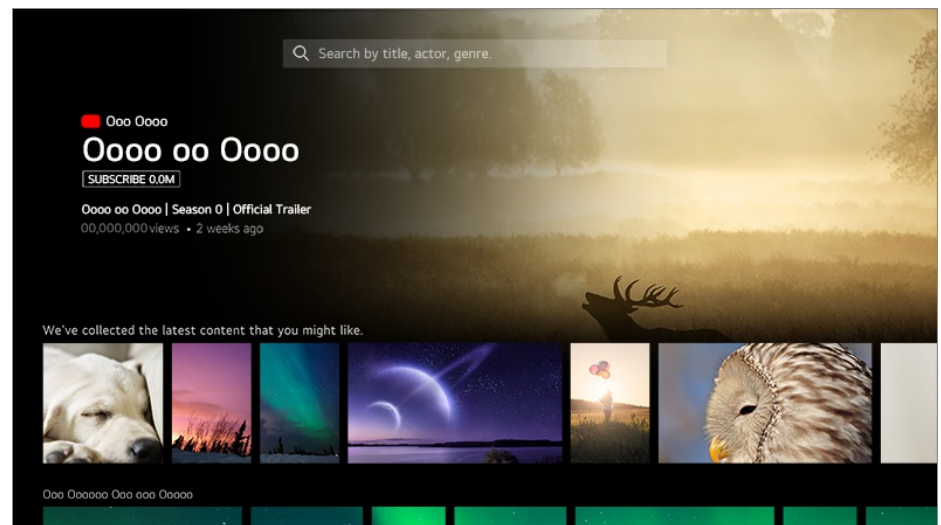 Search by title, actor, genre.
Ooo Oooo
Oooo oo Oooo
SUBSCRIBE 0.0M
Oooo oo Oooo | Season 0 | Official Trailer
00,000,000 views • 2 weeks ago
We've collected the latest content that you might like.
Ooo Oooooo Ooo ooo Ooooo